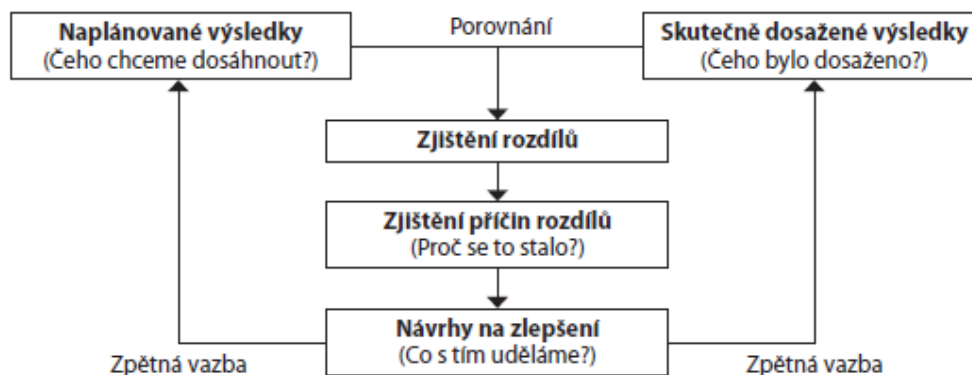 Naplánované výsledky
(Čeho chceme dosáhnout?)
Porovnání
Skutečně dosažené výsledky
(Čeho bylo dosaženo?)
Zjištění rozdílů
Zjištění příčin rozdílů
(Proč se to stalo?)
Návrhy na zlepšení
(Co s tím uděláme?)
Zpětná vazba
Zpětná vazba